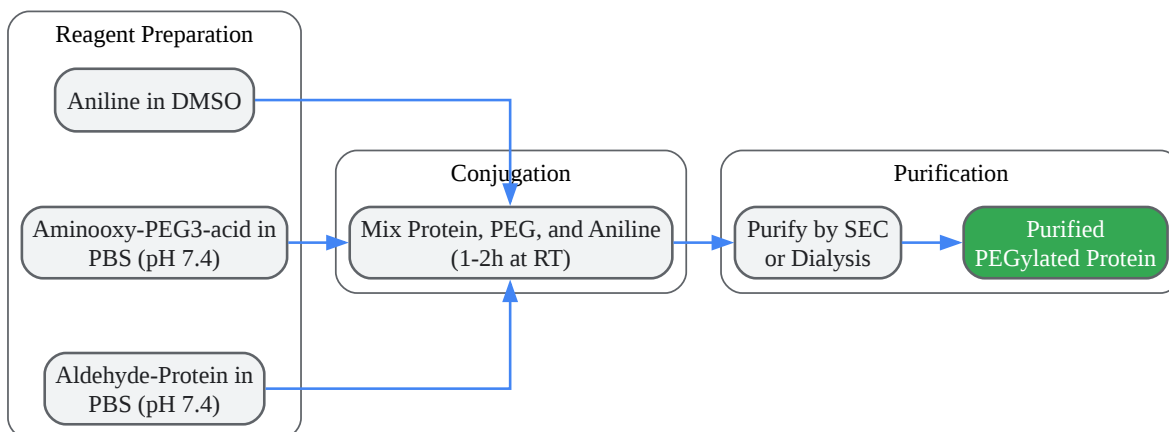 Reagent Preparation
Aniline in DMSO
Aminooxy-PEG3-acid in
PBS (pH 7.4)
Aldehyde-Protein in
PBS (pH 7.4)
Conjugation
Mix Protein, PEG, and Aniline
(1-2h at RT)
Purification
Purify by SEC
or Dialysis
Purified
PEGylated Protein